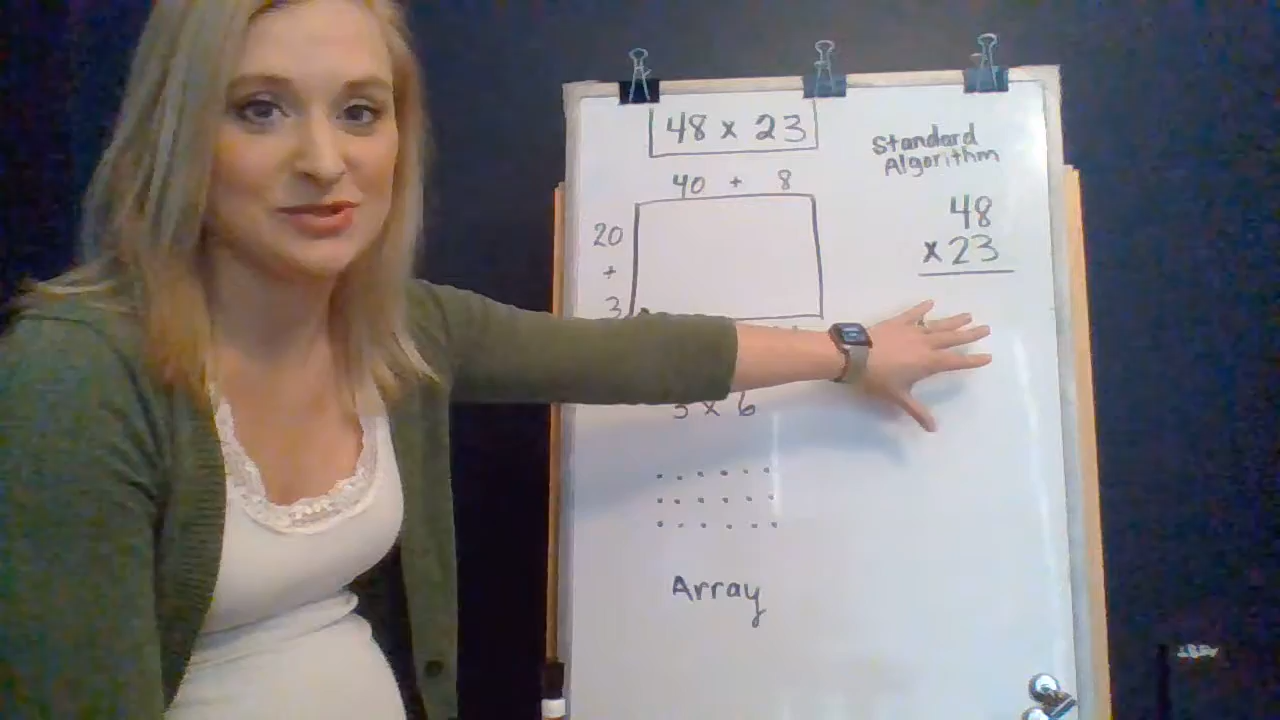 48 x 23
40 + 8
20
+
3
3 x 6
Array
Standard
Algorithm
48
x 23